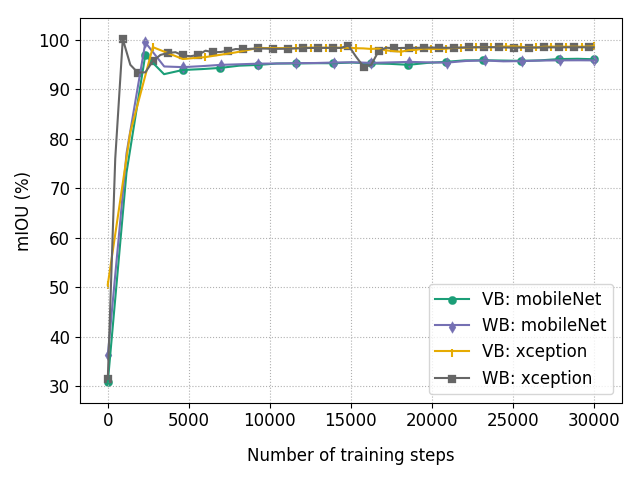 100
90
80
70
60
50
40
30
mIOU (%)
0 5000 10000 15000 20000 25000 30000
Number of training steps
VB: mobileNet
WB: mobileNet
VB: xception
WB: xception